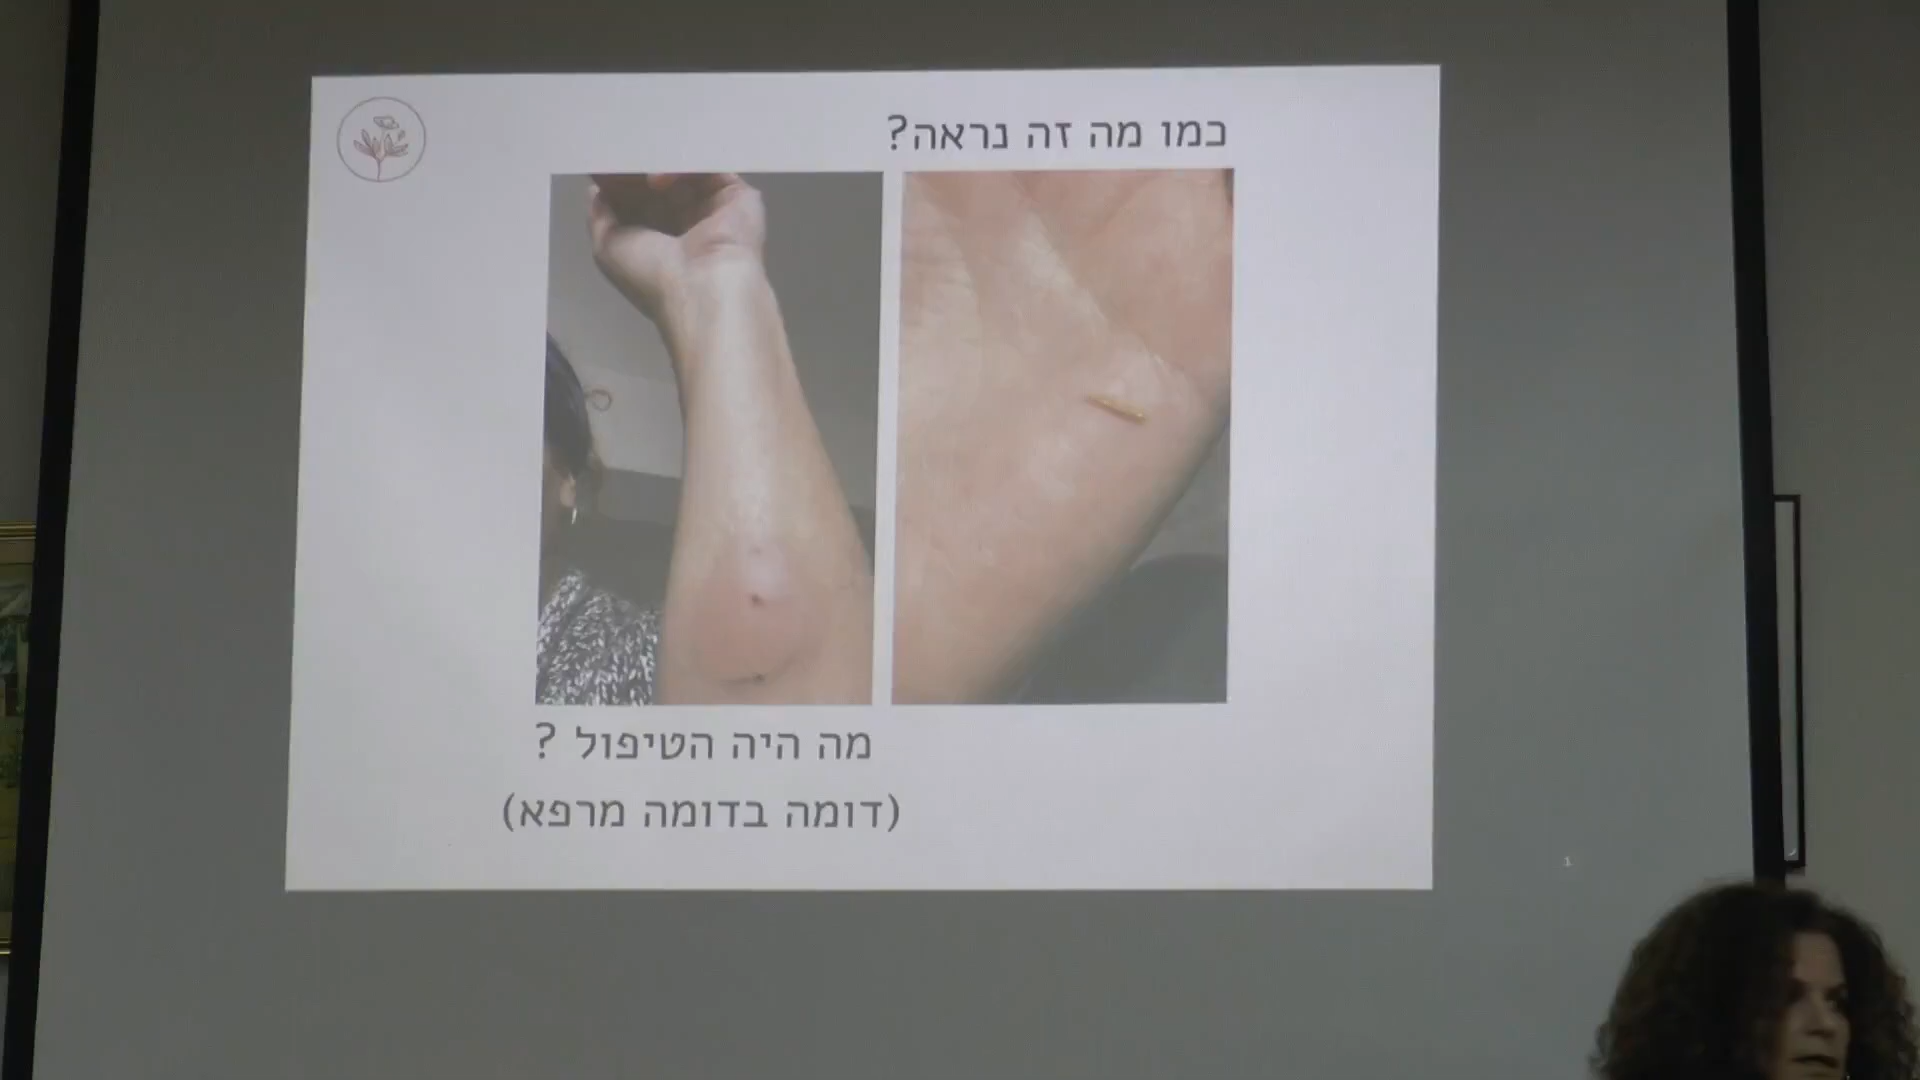 כמו מה זה נראה?
מה היה הטיפול ?
(דומה בדומה מרפא)